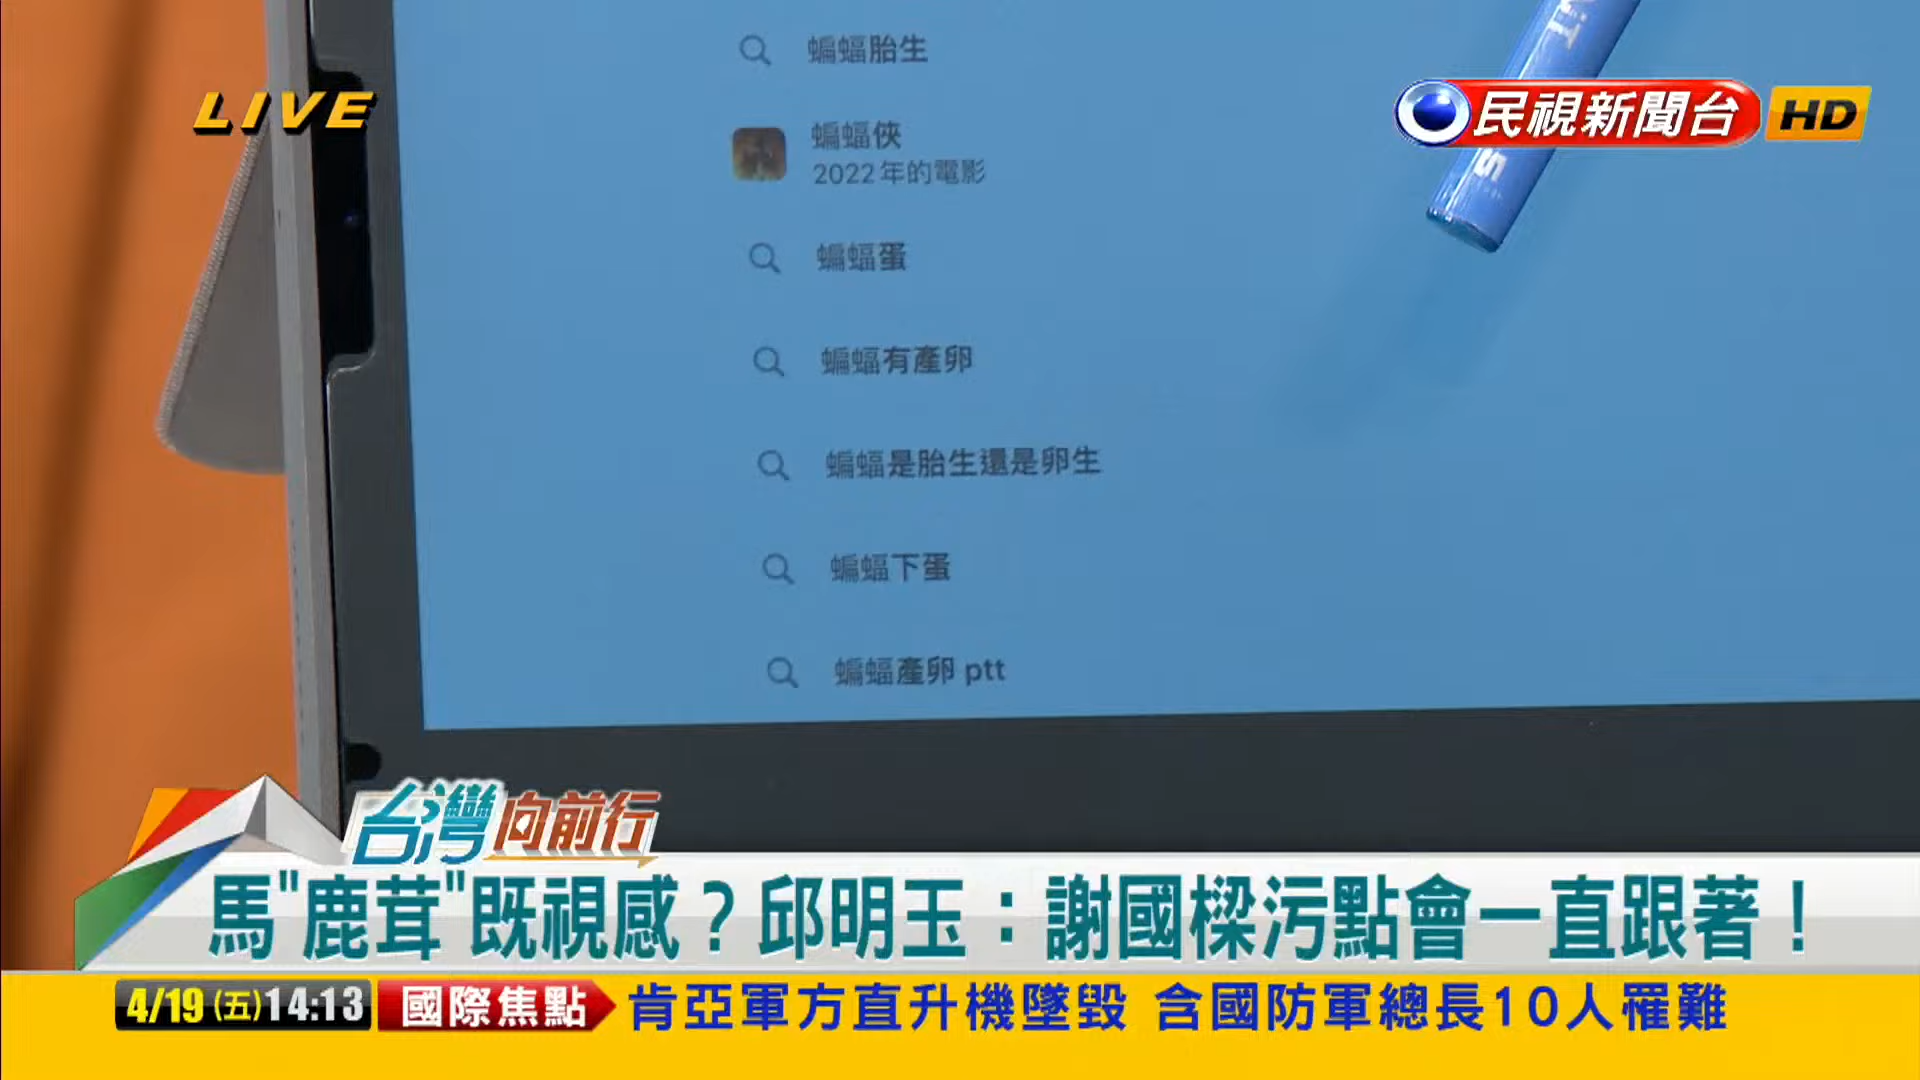 蝙蝠胎生
LIVE
民視新聞台 HD
蝙蝠俠
2022年的電影
S
蝙蝠蛋
蝙蝠有產卵
蝙蝠是胎生還是卵生
蝙蝠下蛋
蝙蝠產卵 ptt
台灣向前行
馬"鹿茸"既視感？邱明玉：謝國樑污點會一直跟著！
4/19(五)14:13 國際焦點 肯亞軍方直升機墜毀 含國防軍總長10人罹難